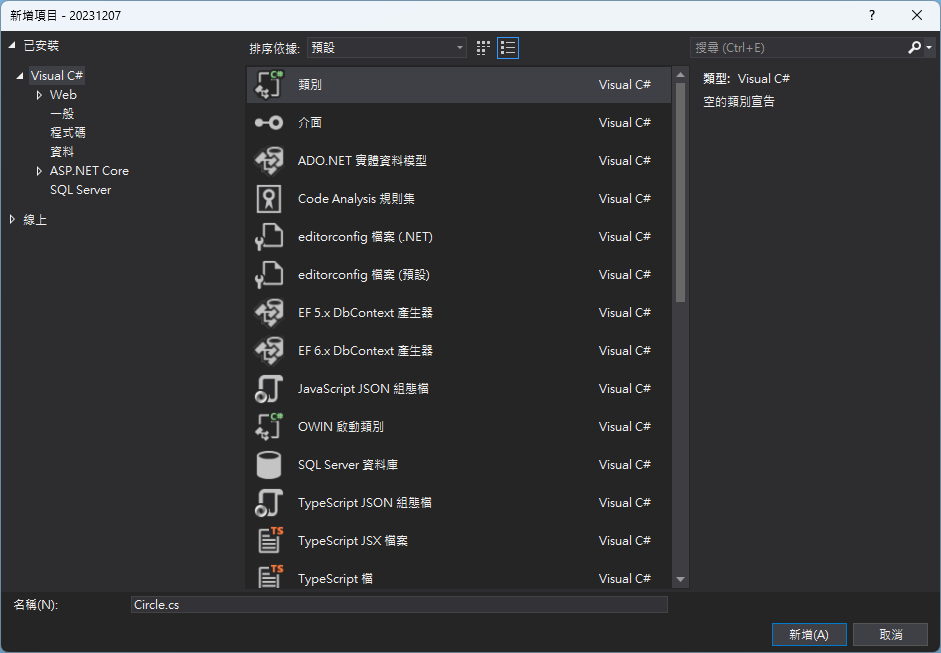 新增項目 - 20231207
?
已安裝
Visual C#
Web
一般
程式碼
資料
ASP.NET Core
SQL Server
線上
排序依據: 預設
類別 Visual C#
介面 Visual C#
ADO.NET 實體資料模型 Visual C#
Code Analysis 規則集 Visual C#
editorconfig 檔案 (.NET) Visual C#
editorconfig 檔案 (預設) Visual C#
EF 5.x DbContext 產生器 Visual C#
EF 6.x DbContext 產生器 Visual C#
JavaScript JSON 組態檔 Visual C#
OWIN 啟動類別 Visual C#
SQL Server 資料庫 Visual C#
TypeScript JSON 組態檔 Visual C#
TS
TypeScript JSX 檔案 Visual C#
TS
TypeScript 檔 Visual C#
搜尋 (Ctrl+E)
類型: Visual C#
空的類別宣告
名稱(N): Circle.cs
新增(A) 取消